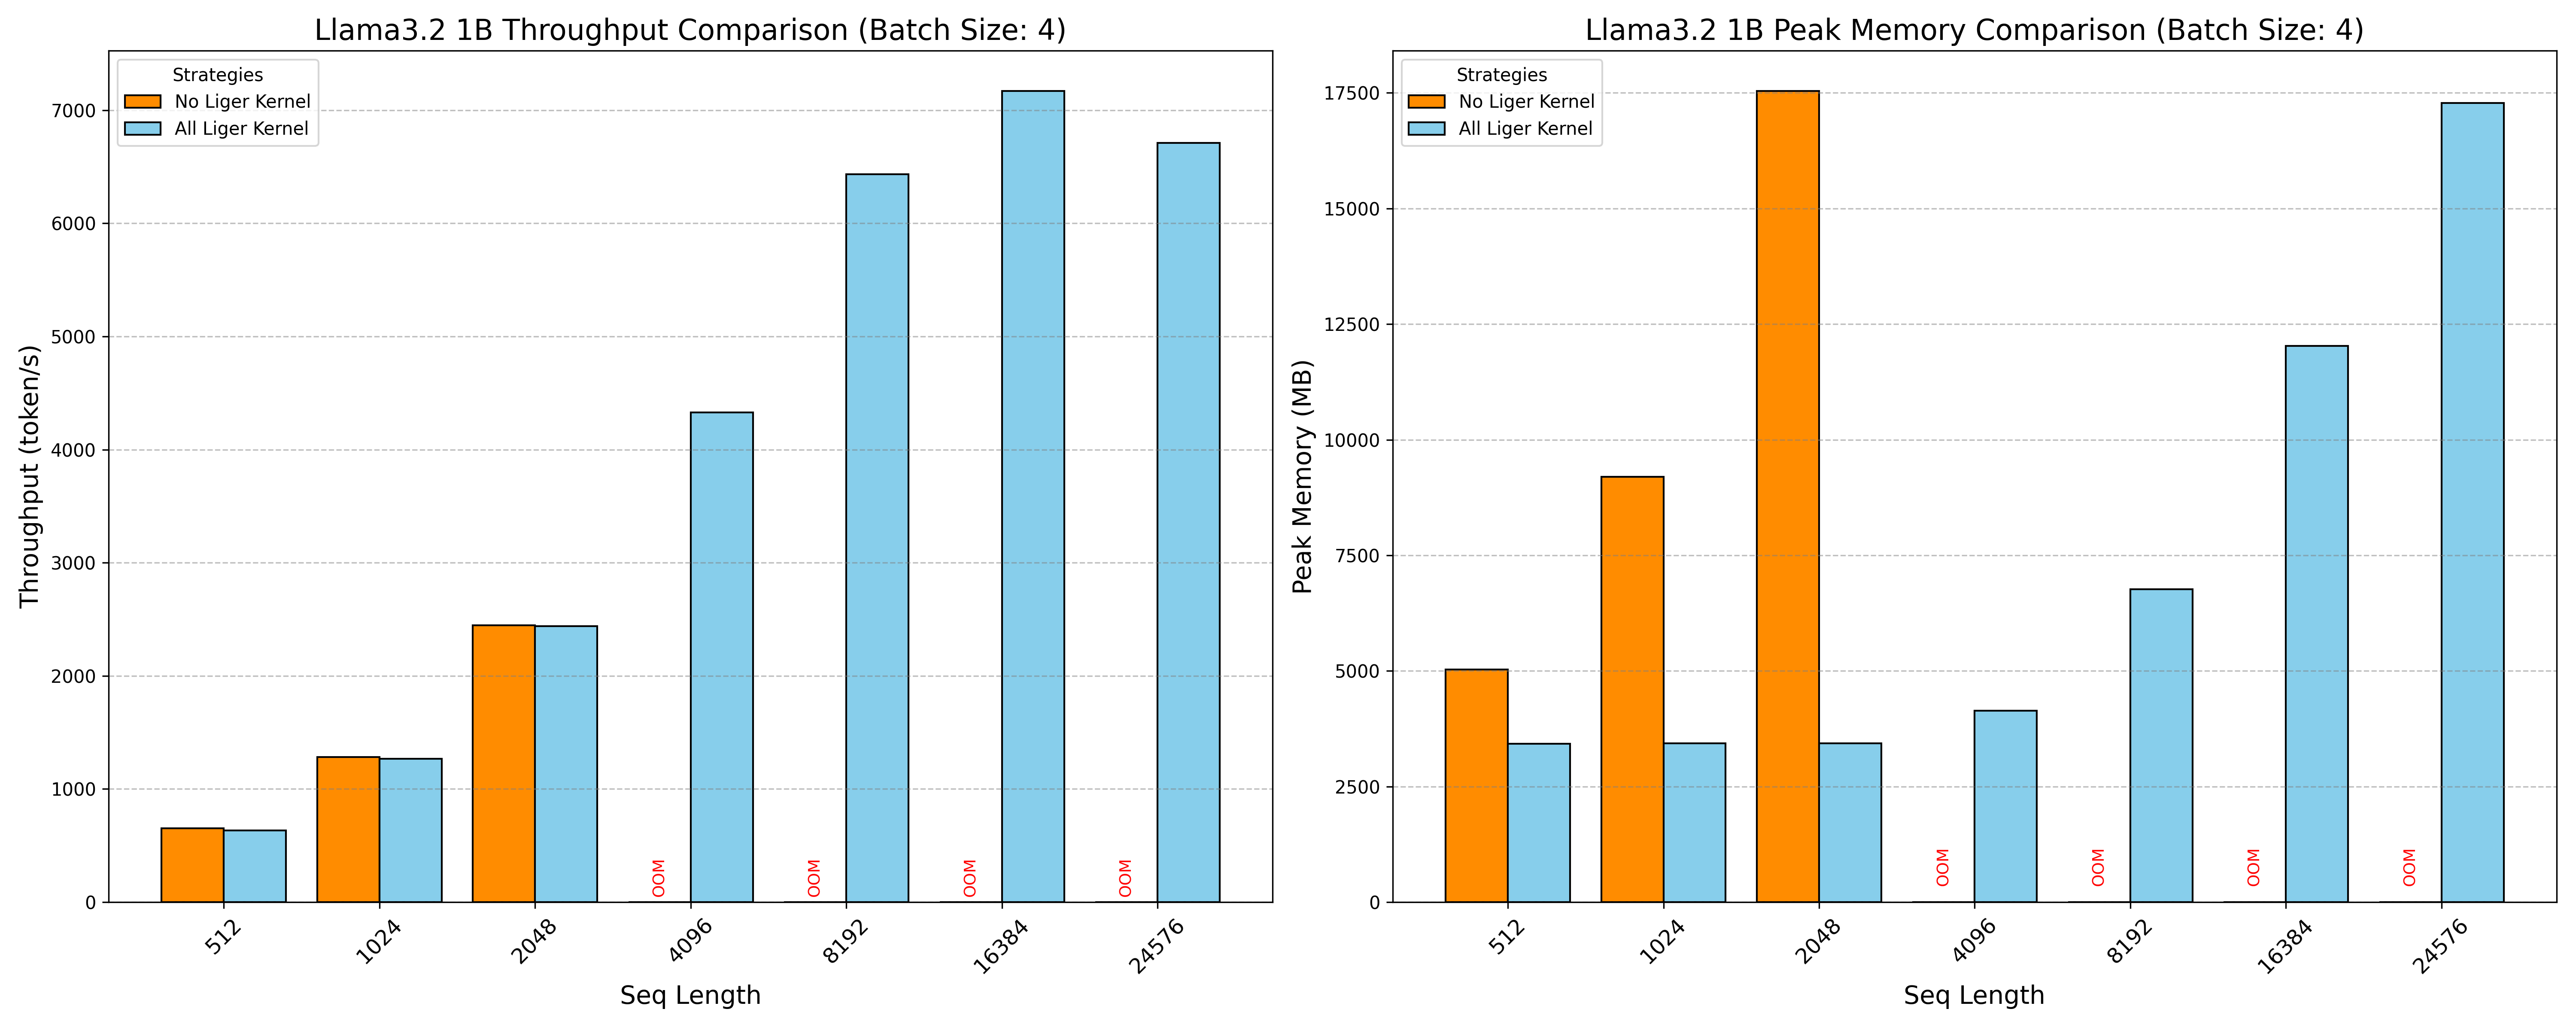 Llama3.2 1B Throughput Comparison (Batch Size: 4)
Strategies
No Liger Kernel
All Liger Kernel
Throughput (token/s)
7000
6000
5000
4000
3000
2000
1000
0
OOM
OOM
OOM
OOM
512
1024
2048
4096
8192
16384
24576
Seq Length
Llama3.2 1B Peak Memory Comparison (Batch Size: 4)
Strategies
No Liger Kernel
All Liger Kernel
Peak Memory (MB)
17500
15000
12500
10000
7500
5000
2500
0
OOM
OOM
OOM
OOM
512
1024
2048
4096
8192
16384
24576
Seq Length